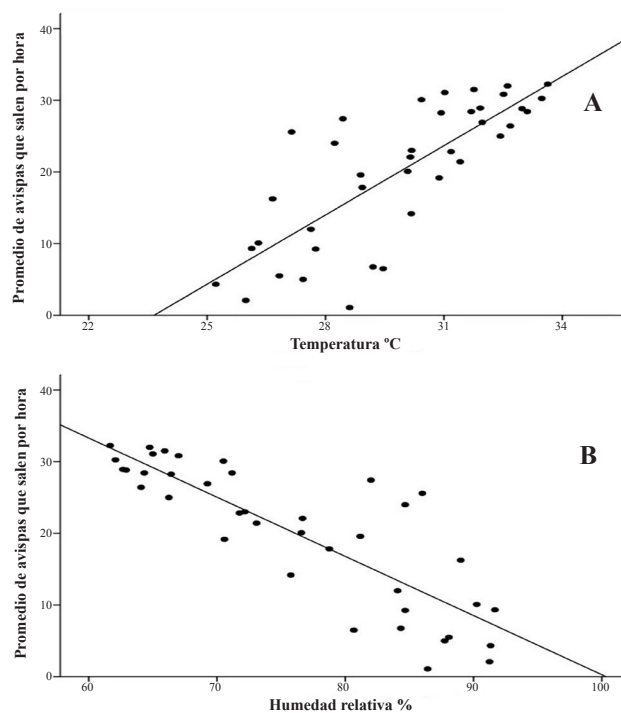 Promedio de avispas que salen por hora
40
30
20
10
0
A
22 25 28 31 34
Temperatura ºC
Promedio de avispas que salen por hora
40
30
20
10
0
B
60 70 80 90 100
Humedad relativa %